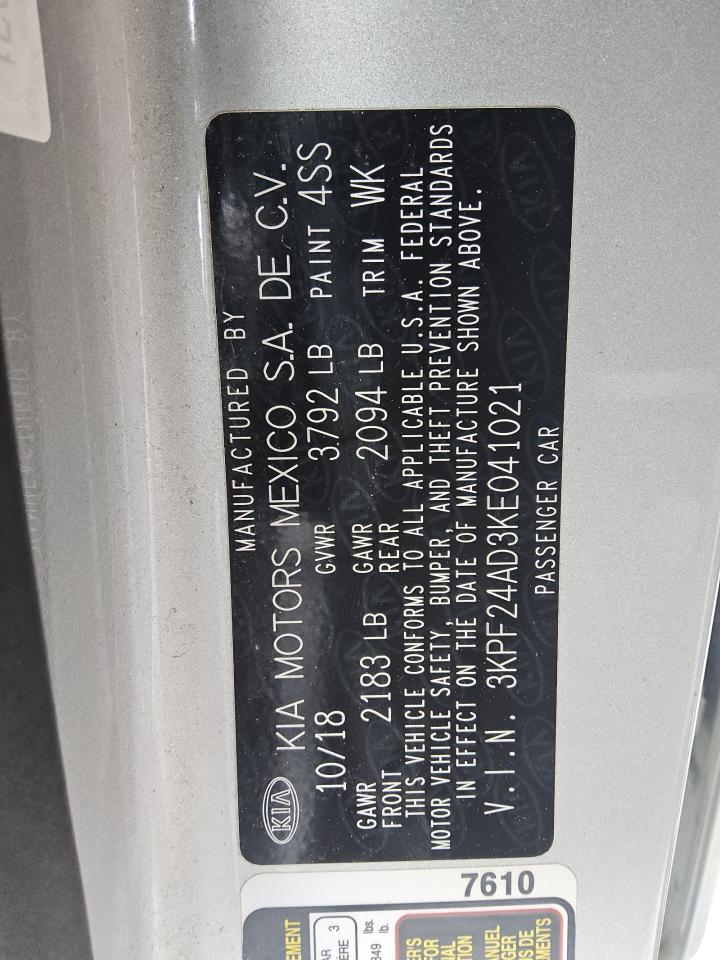 MANUFACTURED BY
KIA KIA MOTORS MEXICO S.A. DE C.V.
10/18 GVWR 3792 LB PAINT 4SS
GAWR FRONT 2183 LB GAWR REAR 2094 LB TRIM WK
THIS VEHICLE CONFORMS TO ALL APPLICABLE U.S.A. FEDERAL
MOTOR VEHICLE SAFETY, BUMPER, AND THEFT PREVENTION STANDARDS
IN EFFECT ON THE DATE OF MANUFACTURE SHOWN ABOVE.
V.I.N. 3KPF24AD3KE041021
PASSENGER CAR
7610